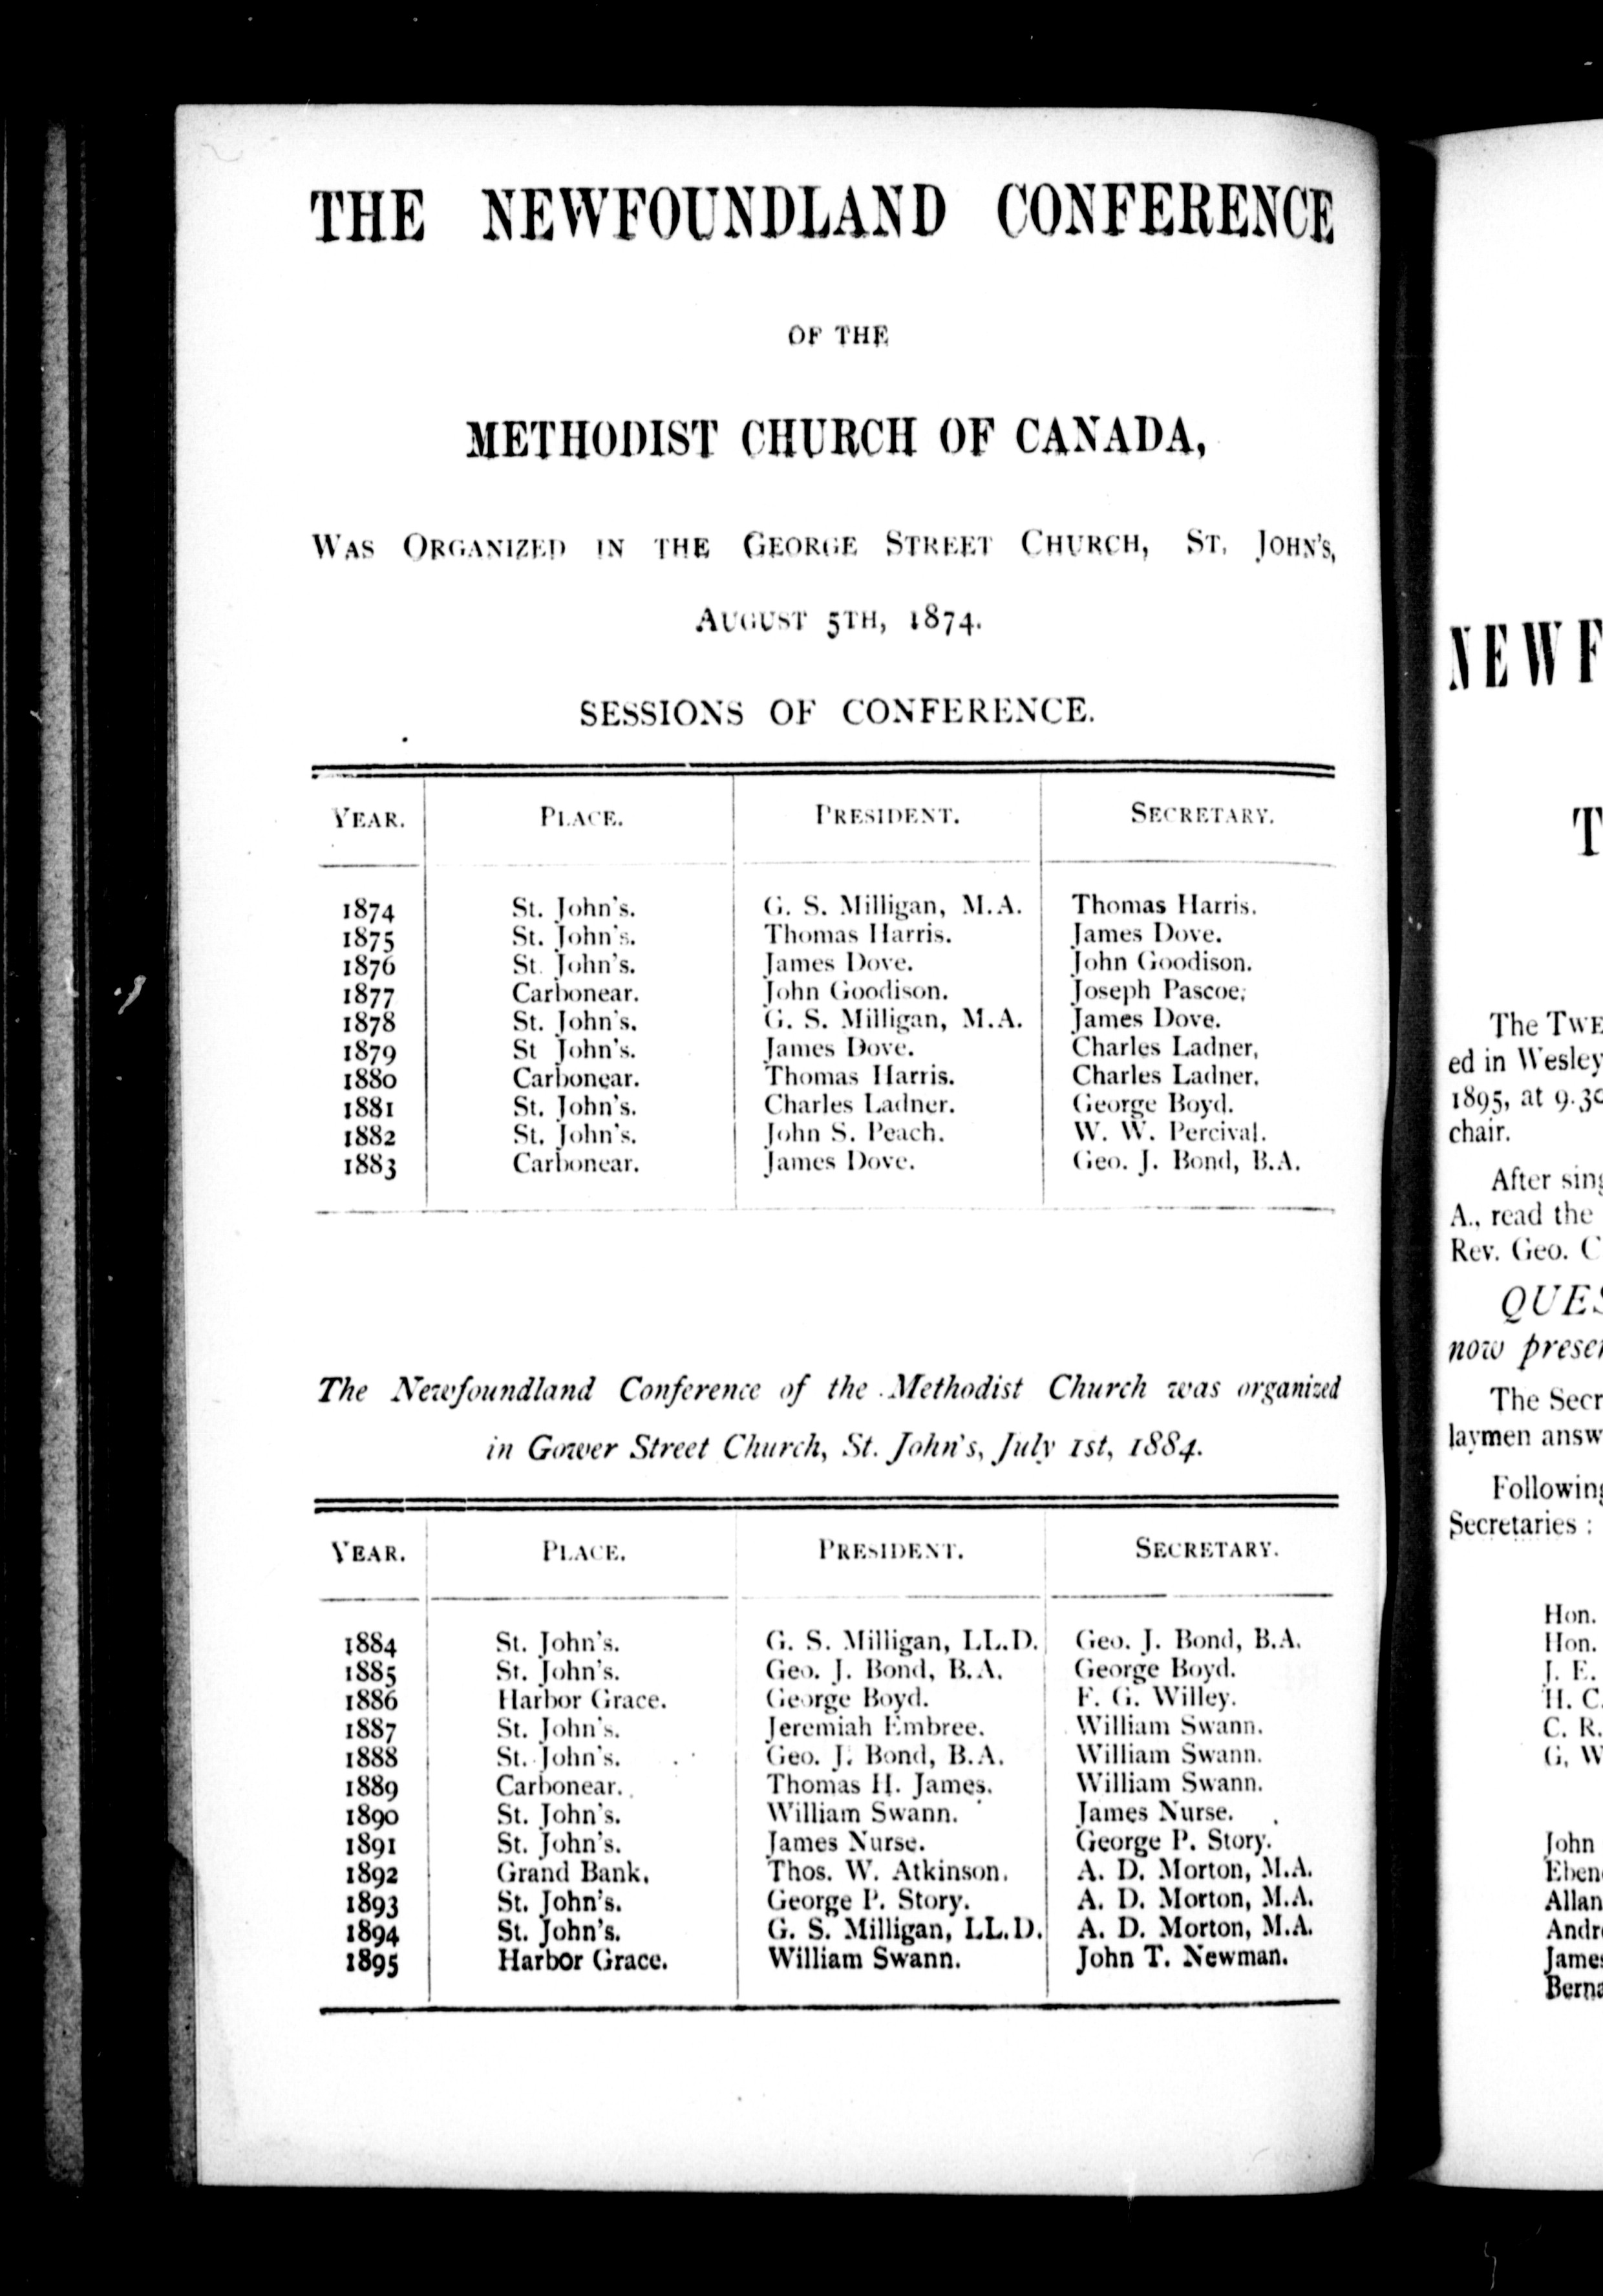 THE NEWFOUNDLAND CONFERENCE
OF THE
METHODIST CHURCH OF CANADA,
WAS ORGANIZED IN THE GEORGE STREET CHURCH, ST. JOHN'S,
AUGUST 5TH, 1874.
SESSIONS OF CONFERENCE.
YEAR. PLACE. PRESIDENT. SECRETARY.
1874 St. John's. G. S. Milligan, M.A. Thomas Harris.
1875 St. John's. Thomas Harris. James Dove.
1876 St. John's. James Dove. John Goodison.
1877 Carbonear. John Goodison. Joseph Pascoe.
1878 St. John's. G. S. Milligan, M.A. James Dove.
1879 St John's. James Dove. Charles Ladner,
1880 Carbonear. Thomas Harris. Charles Ladner.
1881 St. John's. Charles Ladner. George Boyd.
1882 St. John's. John S. Peach. W. W. Percival.
1883 Carbonear. James Dove. Geo. J. Bond, B.A.
The Newfoundland Conference of the Methodist Church was organized
in Gower Street Church, St. John's, July 1st, 1884.
YEAR. PLACE. PRESIDENT. SECRETARY.
1884 St. John's. G. S. Milligan, LL.D. Geo. J. Bond, B.A.
1885 St. John's. Geo. J. Bond, B.A. George Boyd.
1886 Harbor Grace. George Boyd. F. G. Willey.
1887 St. John's. Jeremiah Embree. William Swann.
1888 St. John's. Geo. J. Bond, B.A. William Swann.
1889 Carbonear. Thomas H. James. William Swann.
1890 St. John's. William Swann. James Nurse.
1891 St. John's. James Nurse. George P. Story.
1892 Grand Bank. Thos. W. Atkinson. A. D. Morton, M.A.
1893 St. John's. George P. Story. A. D. Morton, M.A.
1894 St. John's. G. S. Milligan, LL.D. A. D. Morton, M.A.
1895 Harbor Grace. William Swann. John T. Newman.
NEWF
T
The TWE
ed in Wesley
1895, at 9.30
chair.
After sing
A., read the
Rev. Geo. C
QUES
now presen
The Secr
laymen answ
Following
Secretaries :
Hon.
Hon.
J. E.
H. C.
C. R.
G, W
John
Eben
Allan
Andr
James
Berna